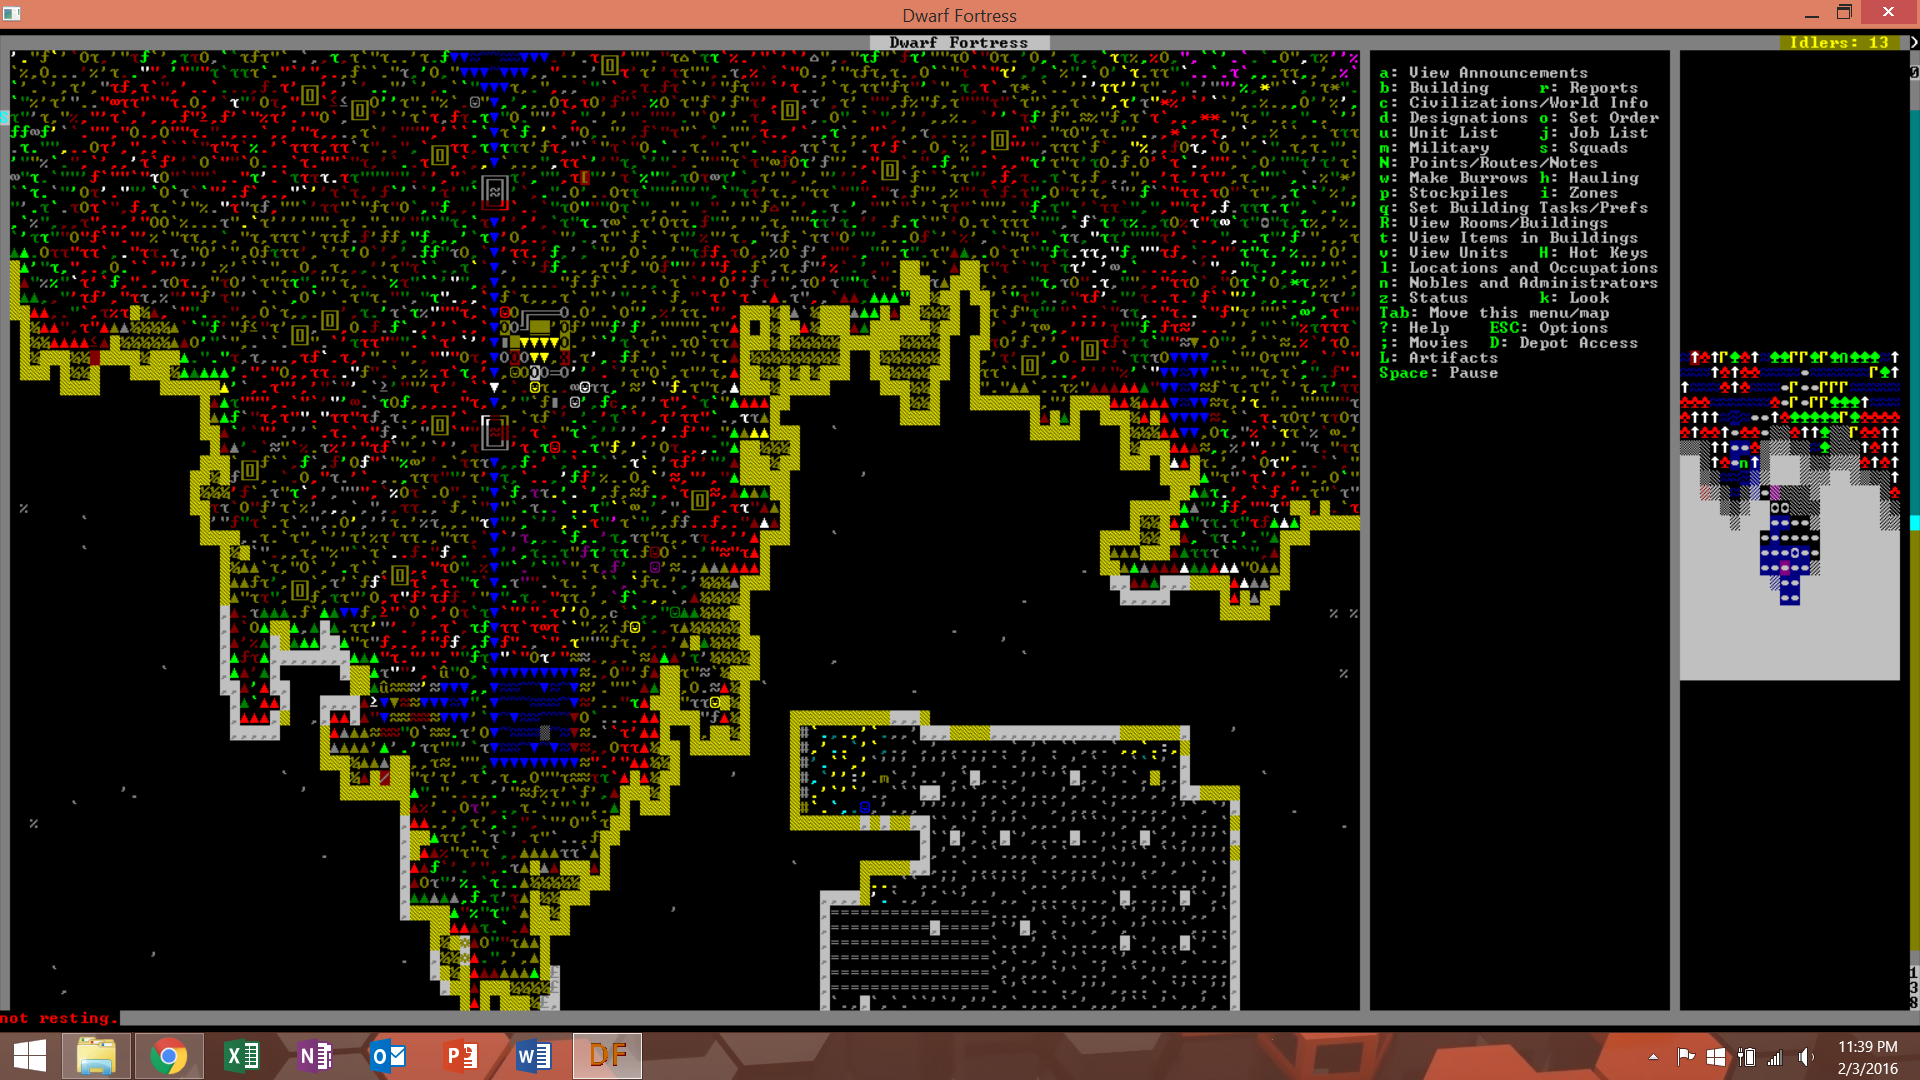 Dwarf Fortress
Dwarf Fortress
Idlers: 13
a: View Announcements
b: Building r: Reports
c: Civilizations/World Info
d: Designations o: Set Order
u: Unit List j: Job List
m: Military s: Squads
N: Points/Routes/Notes
w: Make Burrows h: Hauling
p: Stockpiles i: Zones
q: Set Building Tasks/Prefs
R: View Rooms/Buildings
t: View Items in Buildings
v: View Units H: Hot Keys
l: Locations and Occupations
n: Nobles and Administrators
z: Status k: Look
Tab: Move this menu/map
?: Help ESC: Options
;: Movies D: Depot Access
L: Artifacts
Space: Pause
not resting.
DF
11:39 PM
2/3/2016